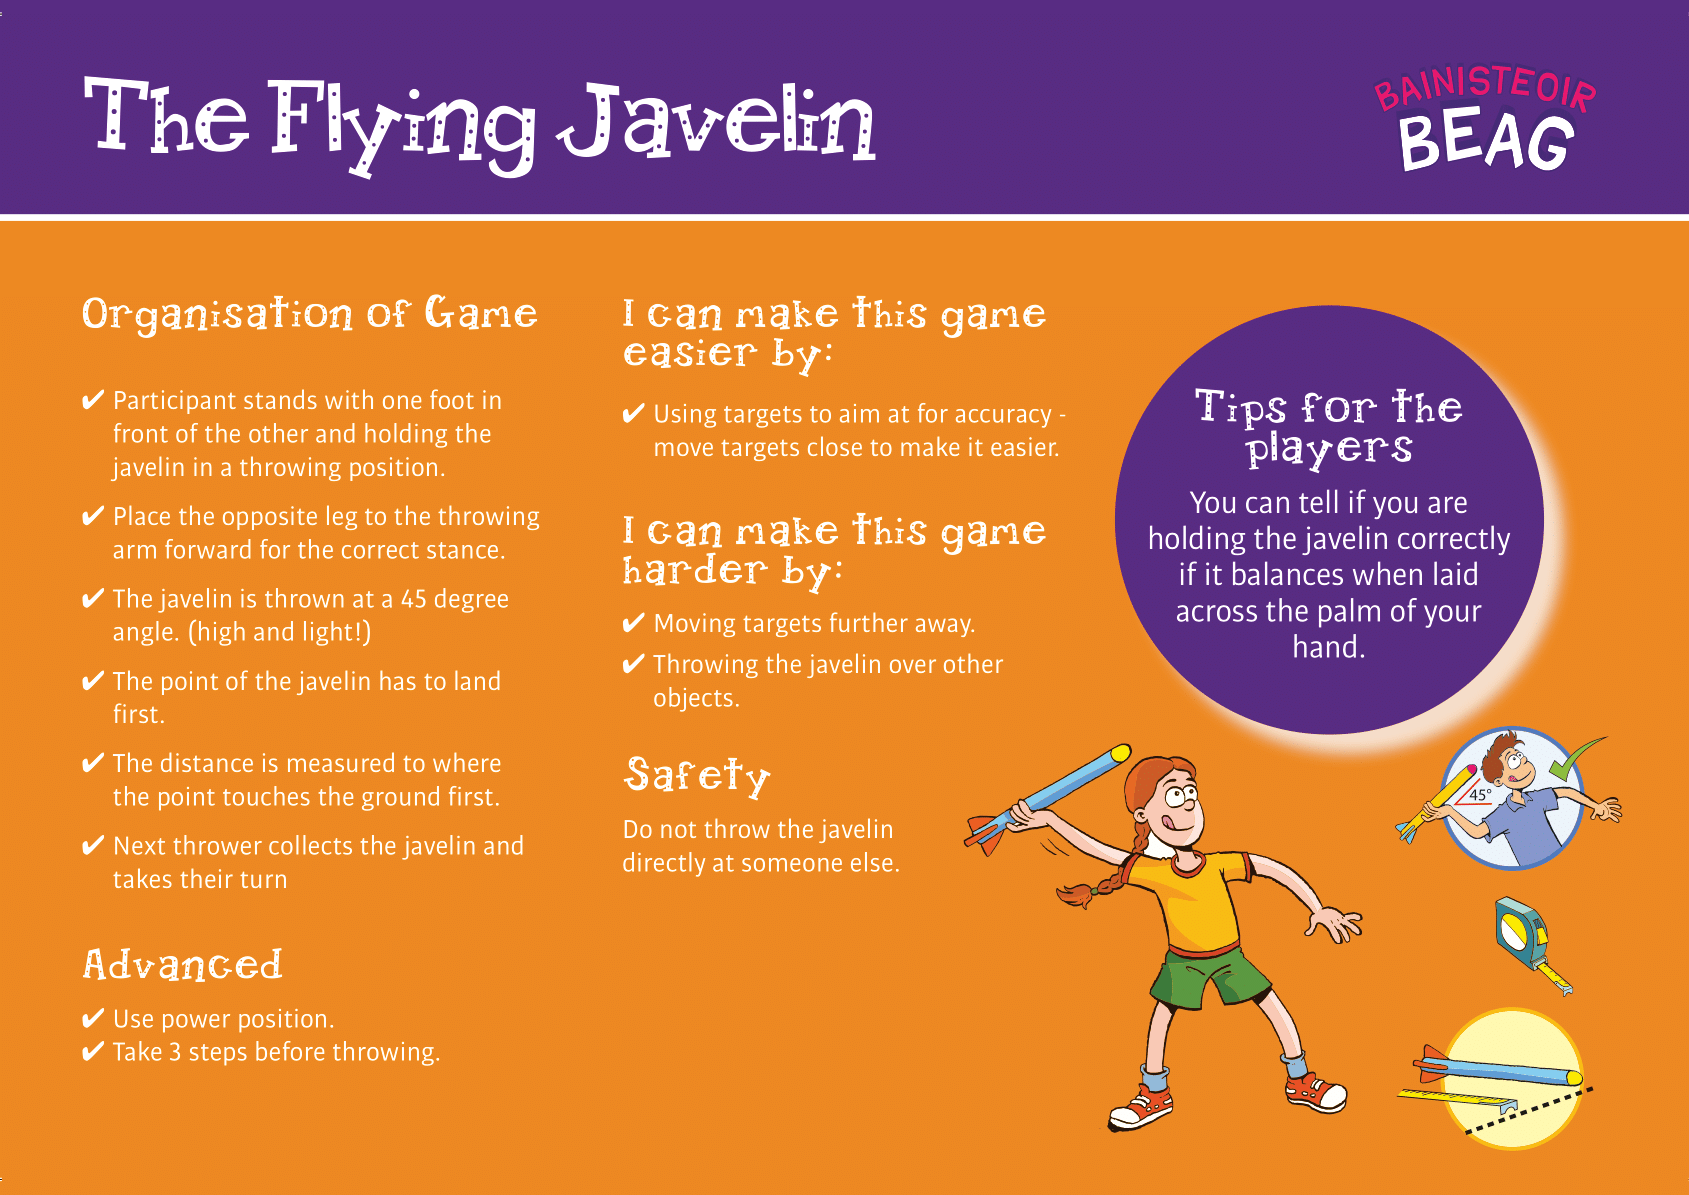 The Flying Javelin
BAINISTEOIR
BEAG
Organisation of Game
✔ Participant stands with one foot in
front of the other and holding the
javelin in a throwing position.
✔ Place the opposite leg to the throwing
arm forward for the correct stance.
✔ The javelin is thrown at a 45 degree
angle. (high and light!)
✔ The point of the javelin has to land
first.
✔ The distance is measured to where
the point touches the ground first.
✔ Next thrower collects the javelin and
takes their turn
Advanced
✔ Use power position.
✔ Take 3 steps before throwing.
I can make this game
easier by:
✔ Using targets to aim at for accuracy -
move targets close to make it easier.
I can make this game
harder by:
✔ Moving targets further away.
✔ Throwing the javelin over other
objects.
Safety
Do not throw the javelin
directly at someone else.
Tips for the
players
You can tell if you are
holding the javelin correctly
if it balances when laid
across the palm of your
hand.
45°